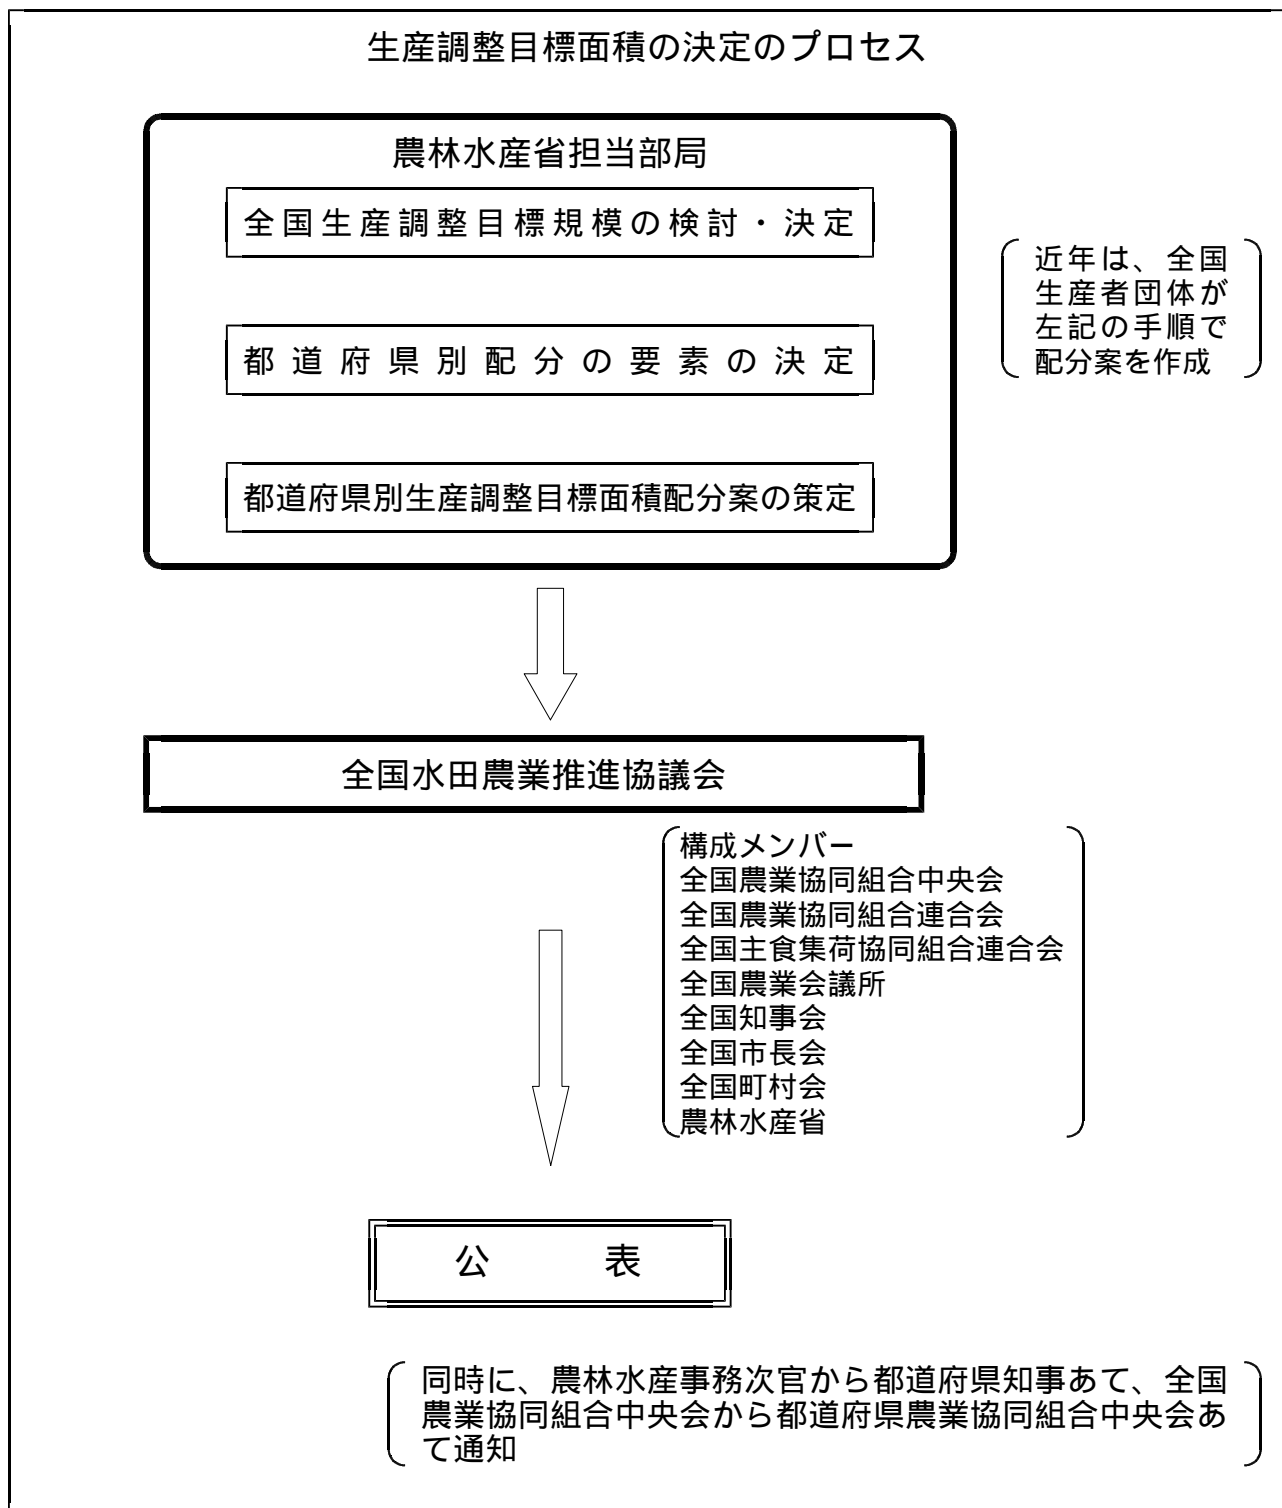 生産調整目標面積の決定のプロセス
農林水産省担当部局
全国生産調整目標規模の検討・決定
近年は、全国
生産者団体が
左記の手順で
配分案を作成
都道府県別配分の要素の決定
都道府県別生産調整目標面積配分案の策定
全国水田農業推進協議会
構成メンバー
全国農業協同組合中央会
全国農業協同組合連合会
全国主食集荷協同組合連合会
全国農業会議所
全国知事会
全国市長会
全国町村会
農林水産省
公　表
同時に、農林水産事務次官から都道府県知事あて、全国
農業協同組合中央会から都道府県農業協同組合中央会あ
て通知